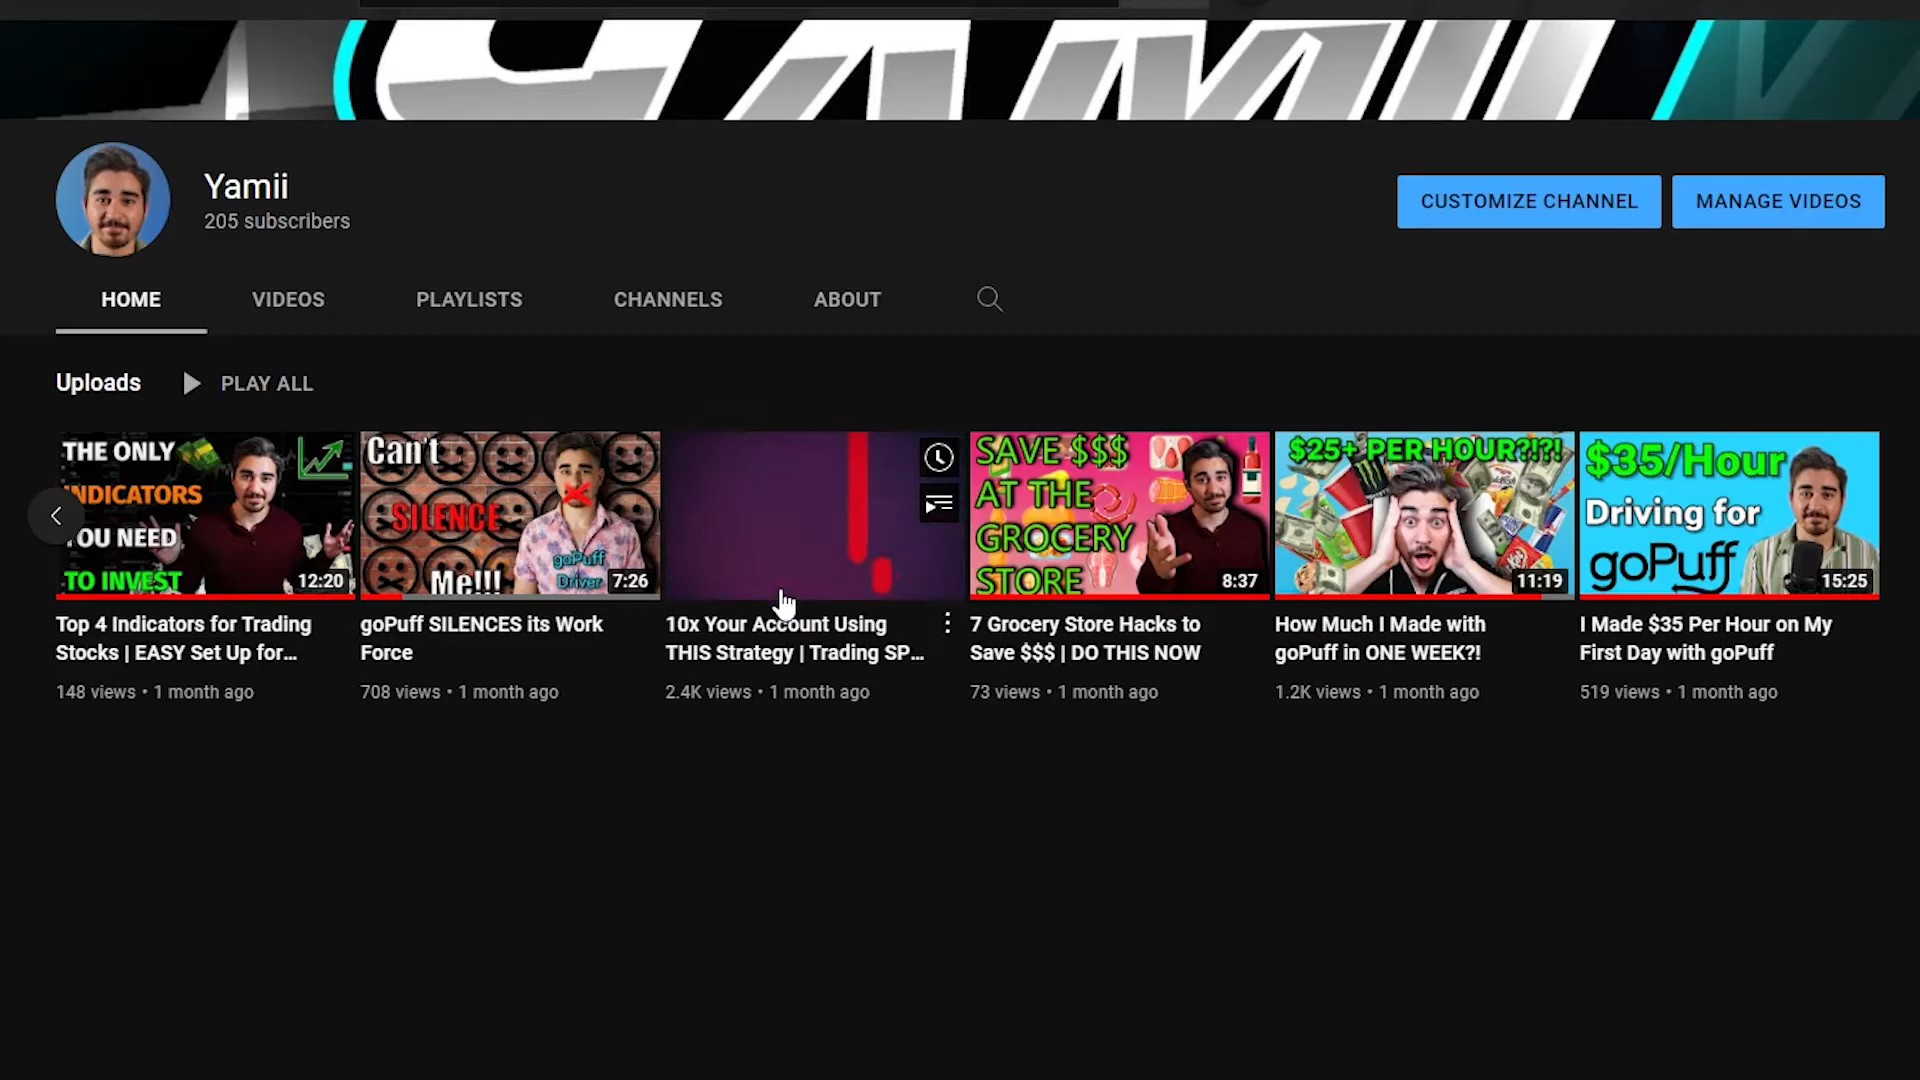 Yamii
205 subscribers
CUSTOMIZE CHANNEL
MANAGE VIDEOS
HOME
VIDEOS
PLAYLISTS
CHANNELS
ABOUT
Uploads
PLAY ALL
THE ONLY
INDICATORS
YOU NEED
TO INVEST
12:20
Can't
SILENCE
Me!!!
goPuff
Driver
7:26
SAVE $$$
AT THE
GROCERY
STORE
8:37
$25+ PER HOUR?!?!
11:19
$35/Hour
Driving for
goPuff
15:25
Top 4 Indicators for Trading
Stocks | EASY Set Up for...
148 views • 1 month ago
goPuff SILENCES its Work
Force
708 views • 1 month ago
10x Your Account Using
THIS Strategy | Trading SP...
2.4K views • 1 month ago
7 Grocery Store Hacks to
Save $$$ | DO THIS NOW
73 views • 1 month ago
How Much I Made with
goPuff in ONE WEEK?!
1.2K views • 1 month ago
I Made $35 Per Hour on My
First Day with goPuff
519 views • 1 month ago